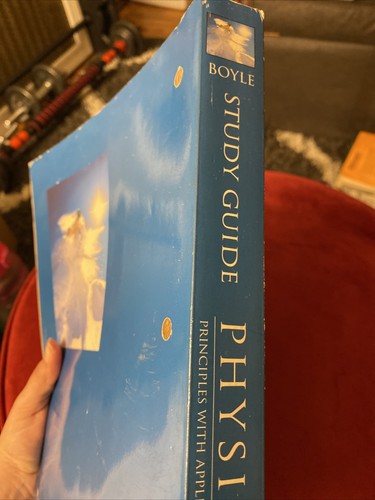 BOYLE
STUDY GUIDE
PHYSI
PRINCIPLES WITH APPL